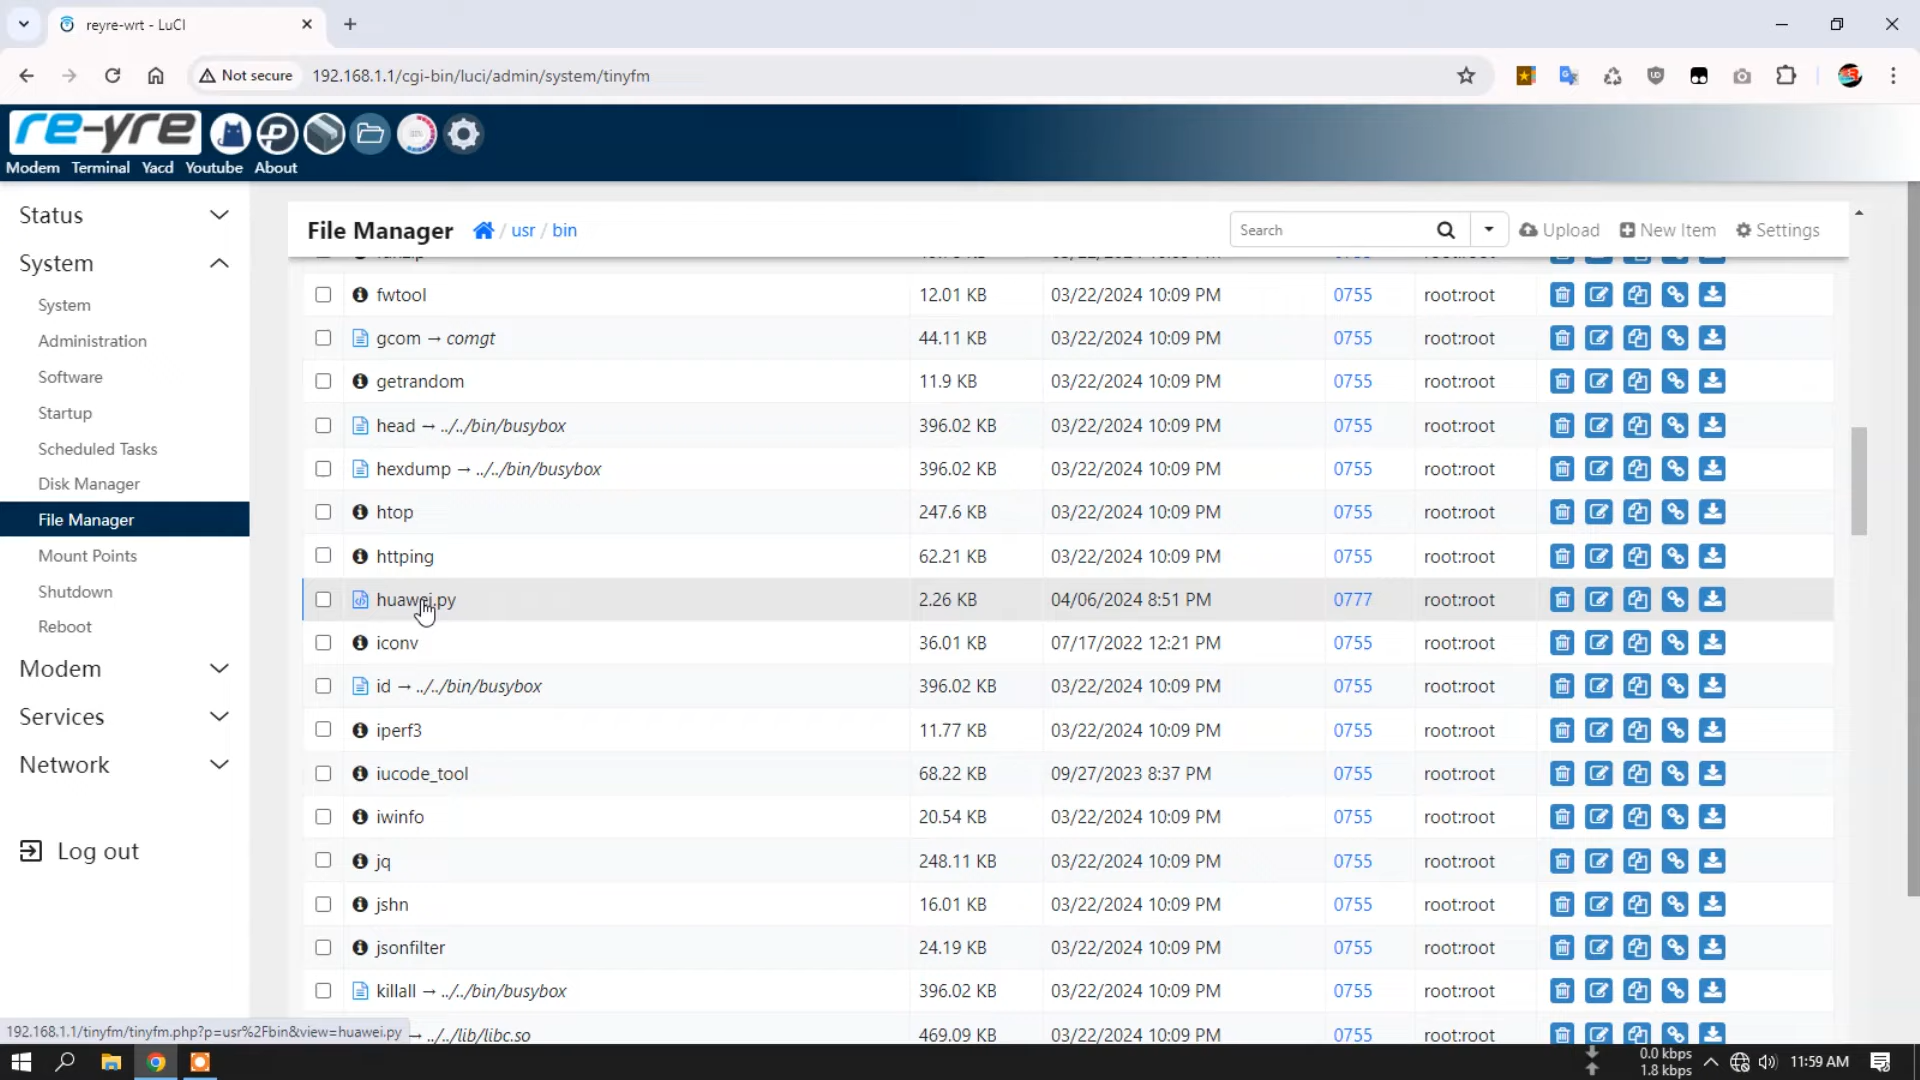 reyre-wrt - LuCI
Not secure 192.168.1.1/cgi-bin/luci/admin/system/tinyfm
re-yre
Modem Terminal Yacd Youtube About
Status
System
System
Administration
Software
Startup
Scheduled Tasks
Disk Manager
File Manager
Mount Points
Shutdown
Reboot
Modem
Services
Network
Log out
File Manager / usr / bin
Search
Upload New Item Settings
fwtool 12.01 KB 03/22/2024 10:09 PM 0755 root:root
gcom → comgt 44.11 KB 03/22/2024 10:09 PM 0755 root:root
getrandom 11.9 KB 03/22/2024 10:09 PM 0755 root:root
head → ../../bin/busybox 396.02 KB 03/22/2024 10:09 PM 0755 root:root
hexdump → ../../bin/busybox 396.02 KB 03/22/2024 10:09 PM 0755 root:root
htop 247.6 KB 03/22/2024 10:09 PM 0755 root:root
httping 62.21 KB 03/22/2024 10:09 PM 0755 root:root
huawei.py 2.26 KB 04/06/2024 8:51 PM 0777 root:root
iconv 36.01 KB 07/17/2022 12:21 PM 0755 root:root
id → ../../bin/busybox 396.02 KB 03/22/2024 10:09 PM 0755 root:root
iperf3 11.77 KB 03/22/2024 10:09 PM 0755 root:root
iucode_tool 68.22 KB 09/27/2023 8:37 PM 0755 root:root
iwinfo 20.54 KB 03/22/2024 10:09 PM 0755 root:root
jq 248.11 KB 03/22/2024 10:09 PM 0755 root:root
jshn 16.01 KB 03/22/2024 10:09 PM 0755 root:root
jsonfilter 24.19 KB 03/22/2024 10:09 PM 0755 root:root
killall → ../../bin/busybox 396.02 KB 03/22/2024 10:09 PM 0755 root:root
→ ../../lib/libc.so 469.09 KB 03/22/2024 10:09 PM 0755 root:root
192.168.1.1/tinyfm/tinyfm.php?p=usr%2Fbin&view=huawei.py
0.0 kbps
1.8 kbps
11:59 AM